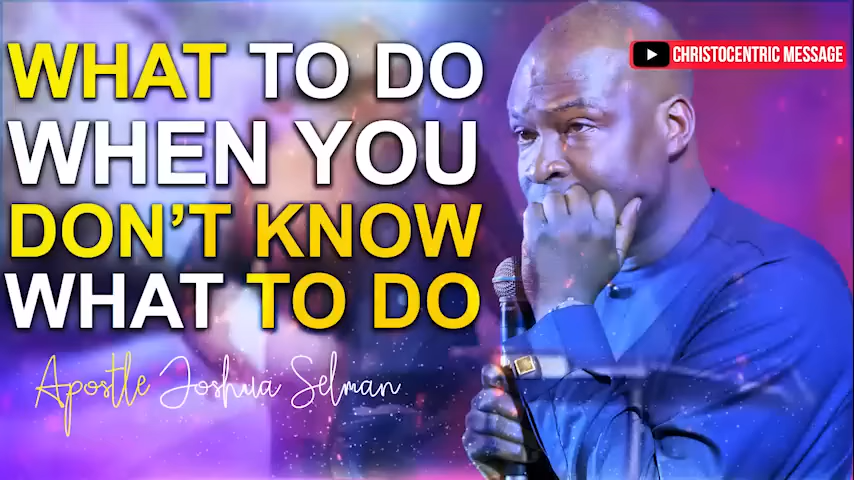 WHAT TO DO
WHEN YOU
DON'T KNOW
WHAT TO DO
Apostle Joshua Selman
CHRISTOCENTRIC MESSAGE